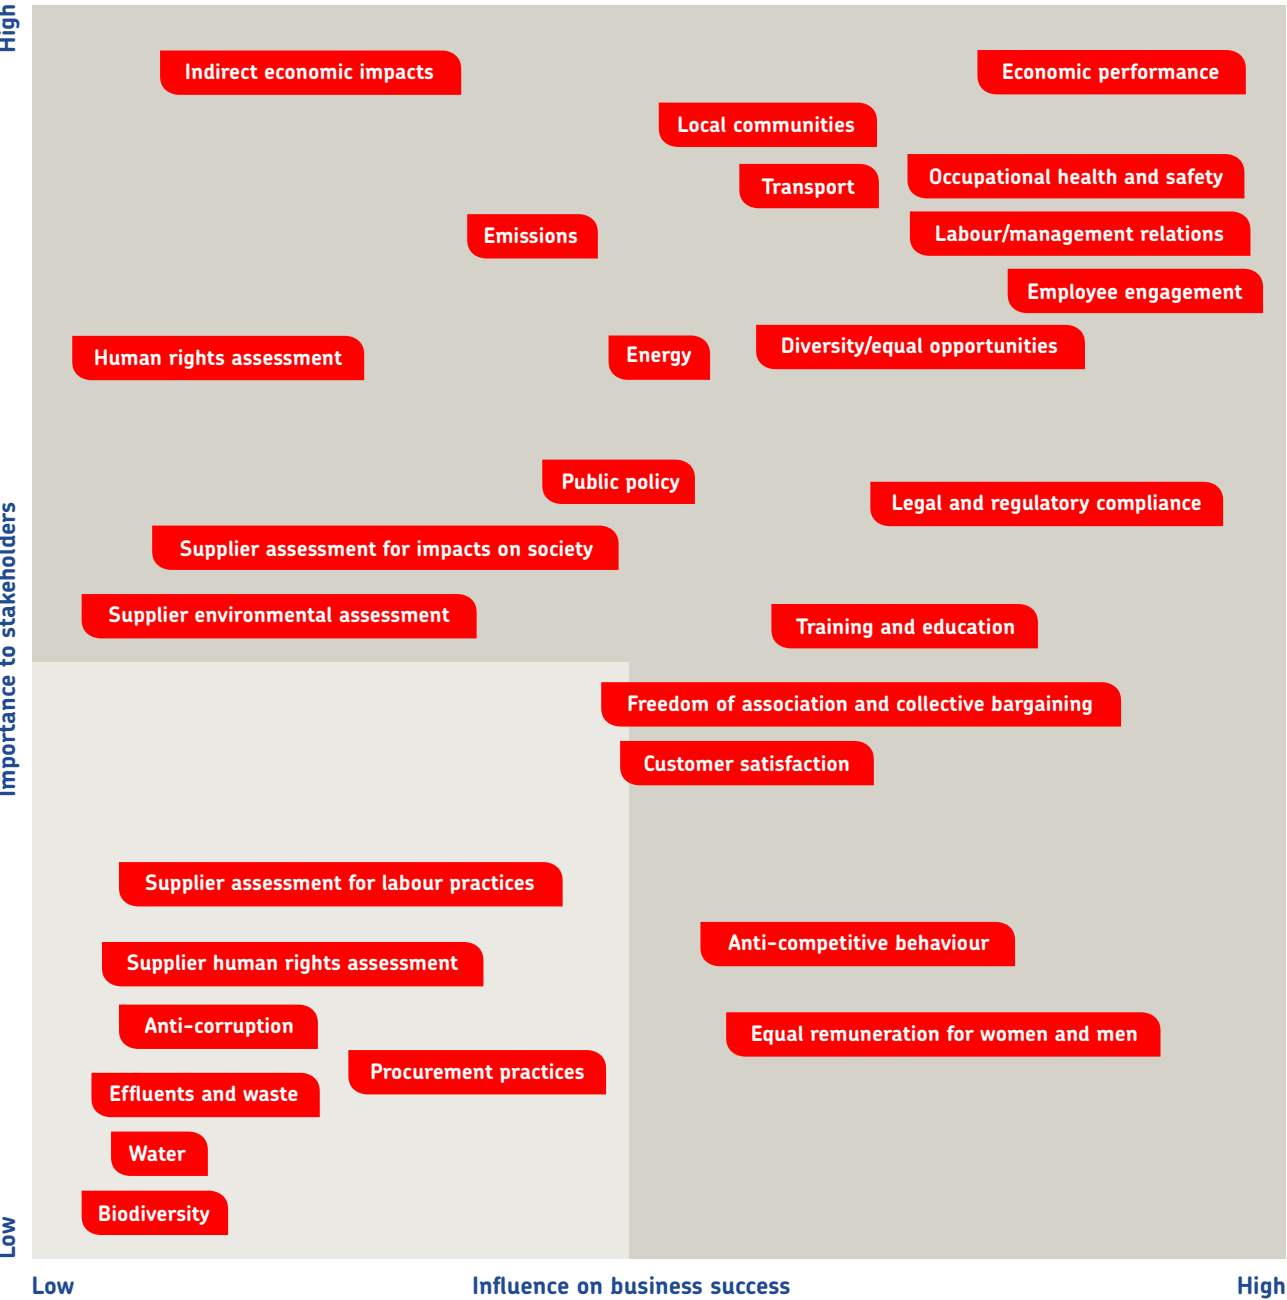 High
Indirect economic impacts
Economic performance
Local communities
Occupational health and safety
Transport
Labour/management relations
Emissions
Employee engagement
Diversity/equal opportunities
Energy
Human rights assessment
Public policy
Legal and regulatory compliance
Supplier assessment for impacts on society
Supplier environmental assessment
Training and education
Importance to stakeholders
Freedom of association and collective bargaining
Customer satisfaction
Supplier assessment for labour practices
Anti-competitive behaviour
Supplier human rights assessment
Anti-corruption
Equal remuneration for women and men
Procurement practices
Effluents and waste
Water
Biodiversity
Low
Low
Influence on business success
High